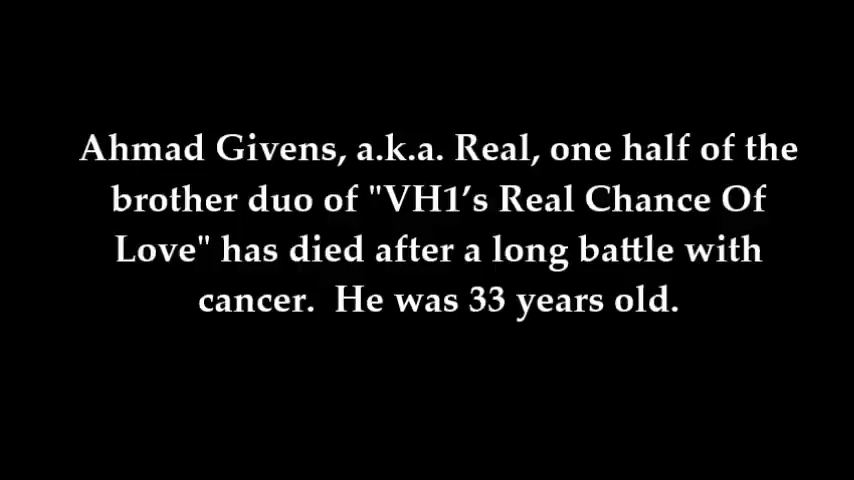 Ahmad Givens, a.k.a. Real, one half of the
brother duo of "VH1’s Real Chance Of
Love" has died after a long battle with
cancer.  He was 33 years old.